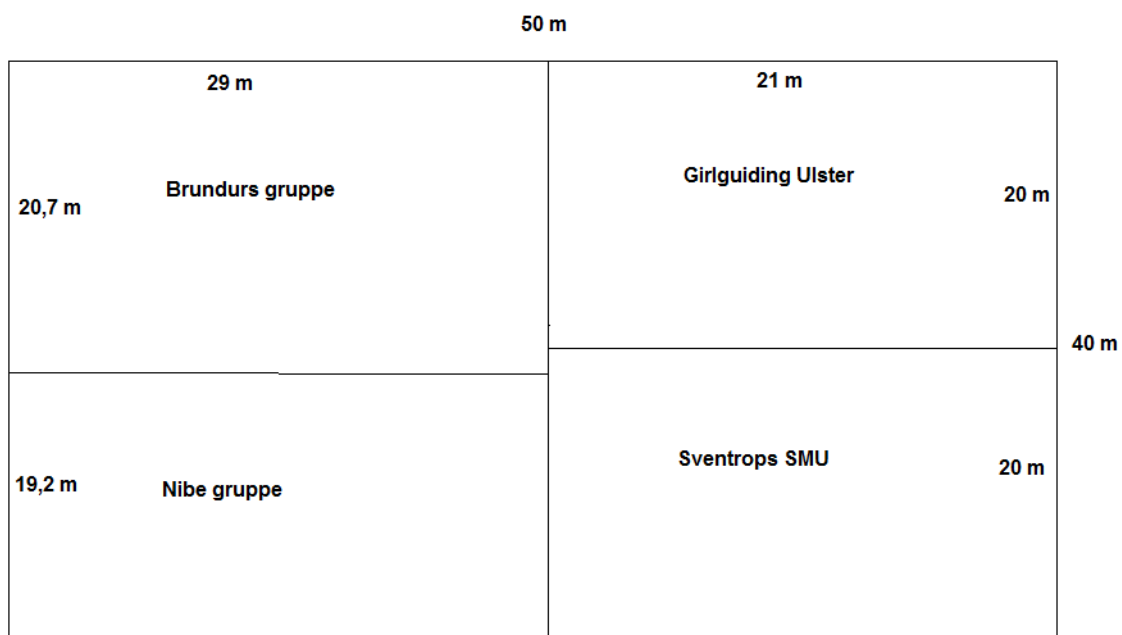 50 m
29 m
21 m
Brundurs gruppe
Girlguiding Ulster
20,7 m
20 m
40 m
Sventrops SMU
20 m
19,2 m
Nibe gruppe